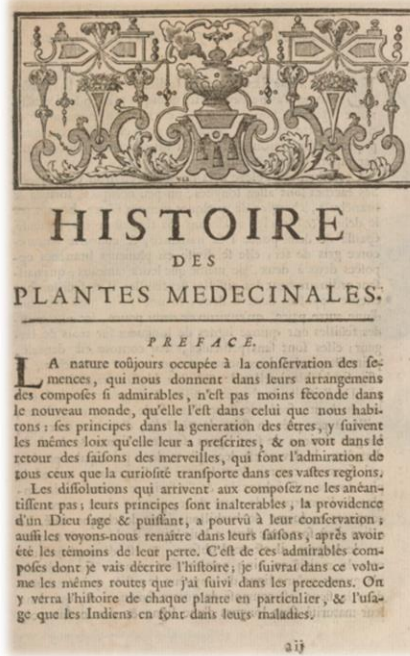 HISTOIRE
DES
PLANTES MEDECINALES.
PREFACE.
LA nature toûjours occupée à la conſervation des ſe-
mences, qui nous donnent dans leurs arrangemens
des compoſés ſi admirables, n'eſt pas moins féconde dans
le nouveau monde, qu'elle l'eſt dans celui que nous habi-
tons : ſes principes dans la generation des êtres, y ſuivent
les mêmes loix qu'elle leur a preſcrites, & on voit dans le
retour des ſaiſons des merveilles, qui font l'admiration de
tous ceux que la curioſité tranſporte dans ces vaſtes regions.
Les diſſolutions qui arrivent aux compoſez ne les anéan-
tiſſent pas ; leurs principes ſont inalterables, la providence
d'un Dieu ſage & puiſſant, a pourvû à leur conſervation ;
auſſi les voyons-nous renaître dans leurs ſaiſons, aprés avoir
été les témoins de leur perte. C'eſt de ces admirables com-
poſés dont je vais décrire l'hiſtoire ; je ſuivrai dans ce volu-
me les mêmes routes que j'ai ſuivi dans les precedens. On
y verra l'hiſtoire de chaque plante en particulier, & l'uſa-
ge que les Indiens en font dans leurs maladies.
a ij